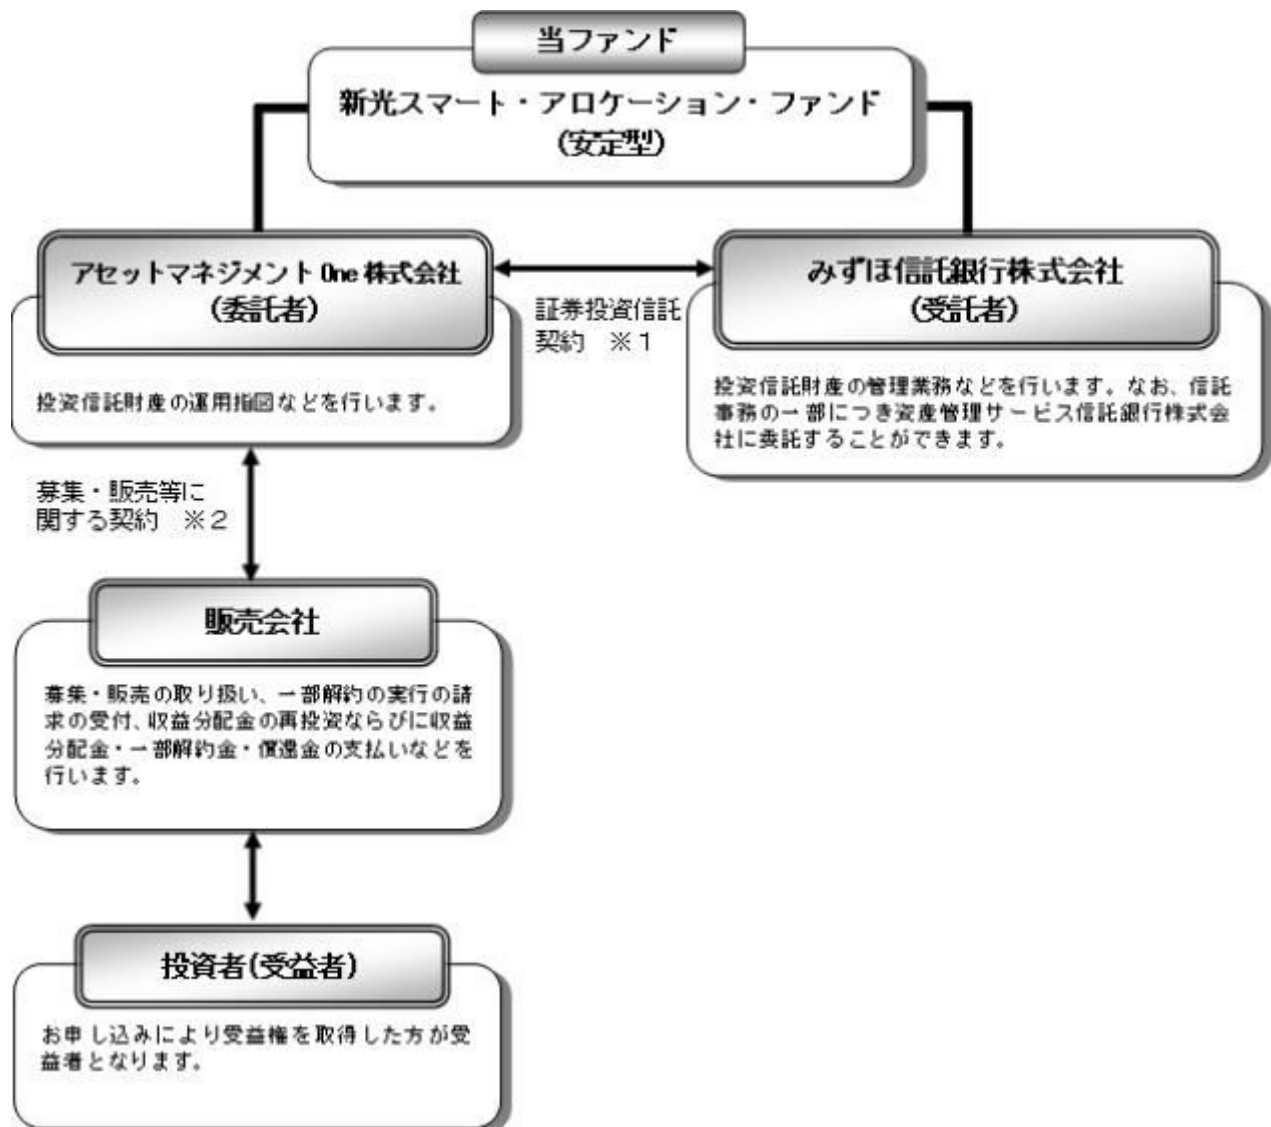 当ファンド
新光スマート・アロケーション・ファンド
(安定型)
アセットマネジメントOne株式会社
(委託者)
投資信託財産の運用指図などを行います。
証券投資信託
契約　※１
みずほ信託銀行株式会社
(受託者)
投資信託財産の管理業務などを行います。なお、信託
事務の一部につき資産管理サービス信託銀行株式会
社に委託することができます。
募集・販売等に
関する契約　※２
販売会社
募集・販売の取り扱い、一部解約の実行の請
求の受付、収益分配金の再投資ならびに収益
分配金・一部解約金・償還金の支払いなどを
行います。
投資者(受益者)
お申し込みにより受益権を取得した方が受
益者となります。